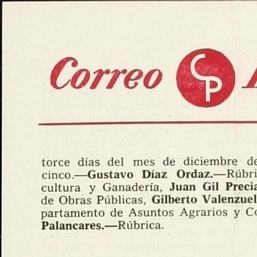 Correo CP
torce días del mes de diciembre de
cinco.—Gustavo Díaz Ordaz.—Rúbri
cultura y Ganadería, Juan Gil Precia
de Obras Públicas, Gilberto Valenzuel
partamento de Asuntos Agrarios y Co
Palancares.—Rúbrica.